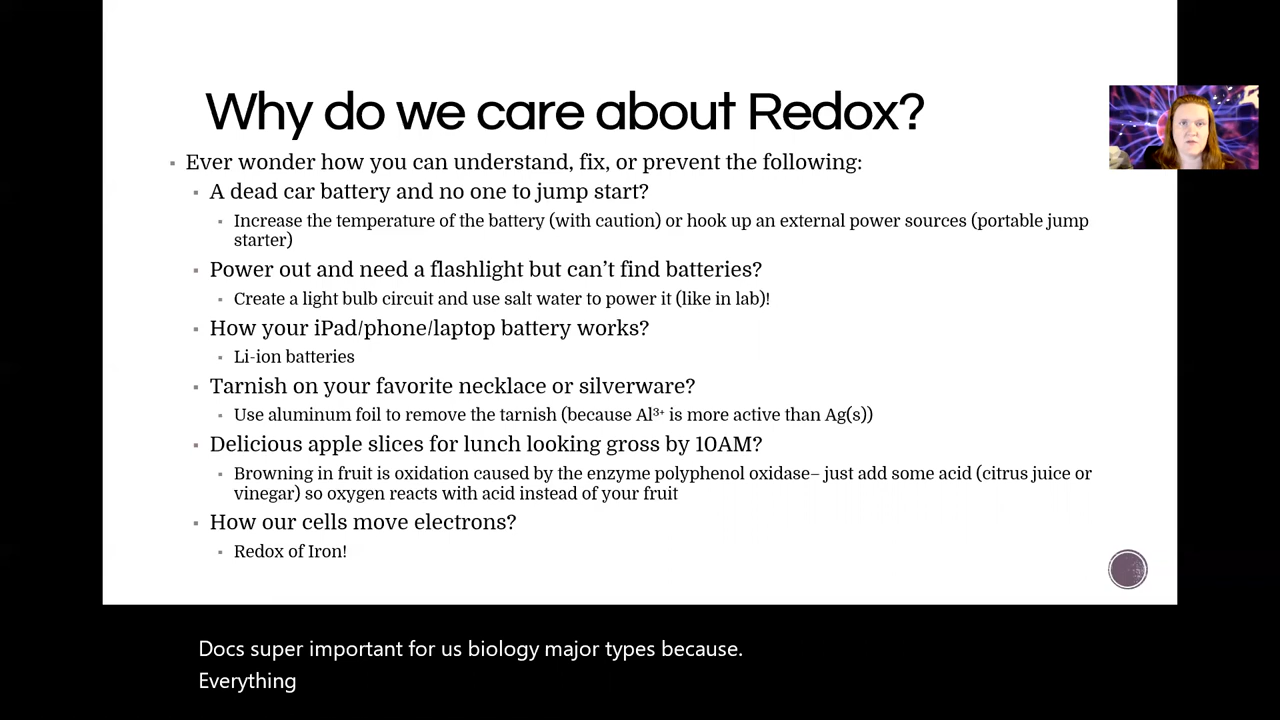 Why do we care about Redox?
▪ Ever wonder how you can understand, fix, or prevent the following:
▪ A dead car battery and no one to jump start?
▪ Increase the temperature of the battery (with caution) or hook up an external power sources (portable jump
starter)
▪ Power out and need a flashlight but can’t find batteries?
▪ Create a light bulb circuit and use salt water to power it (like in lab)!
▪ How your iPad/phone/laptop battery works?
▪ Li-ion batteries
▪ Tarnish on your favorite necklace or silverware?
▪ Use aluminum foil to remove the tarnish (because Al³⁺ is more active than Ag(s))
▪ Delicious apple slices for lunch looking gross by 10AM?
▪ Browning in fruit is oxidation caused by the enzyme polyphenol oxidase– just add some acid (citrus juice or
vinegar) so oxygen reacts with acid instead of your fruit
▪ How our cells move electrons?
▪ Redox of Iron!
Docs super important for us biology major types because.
Everything